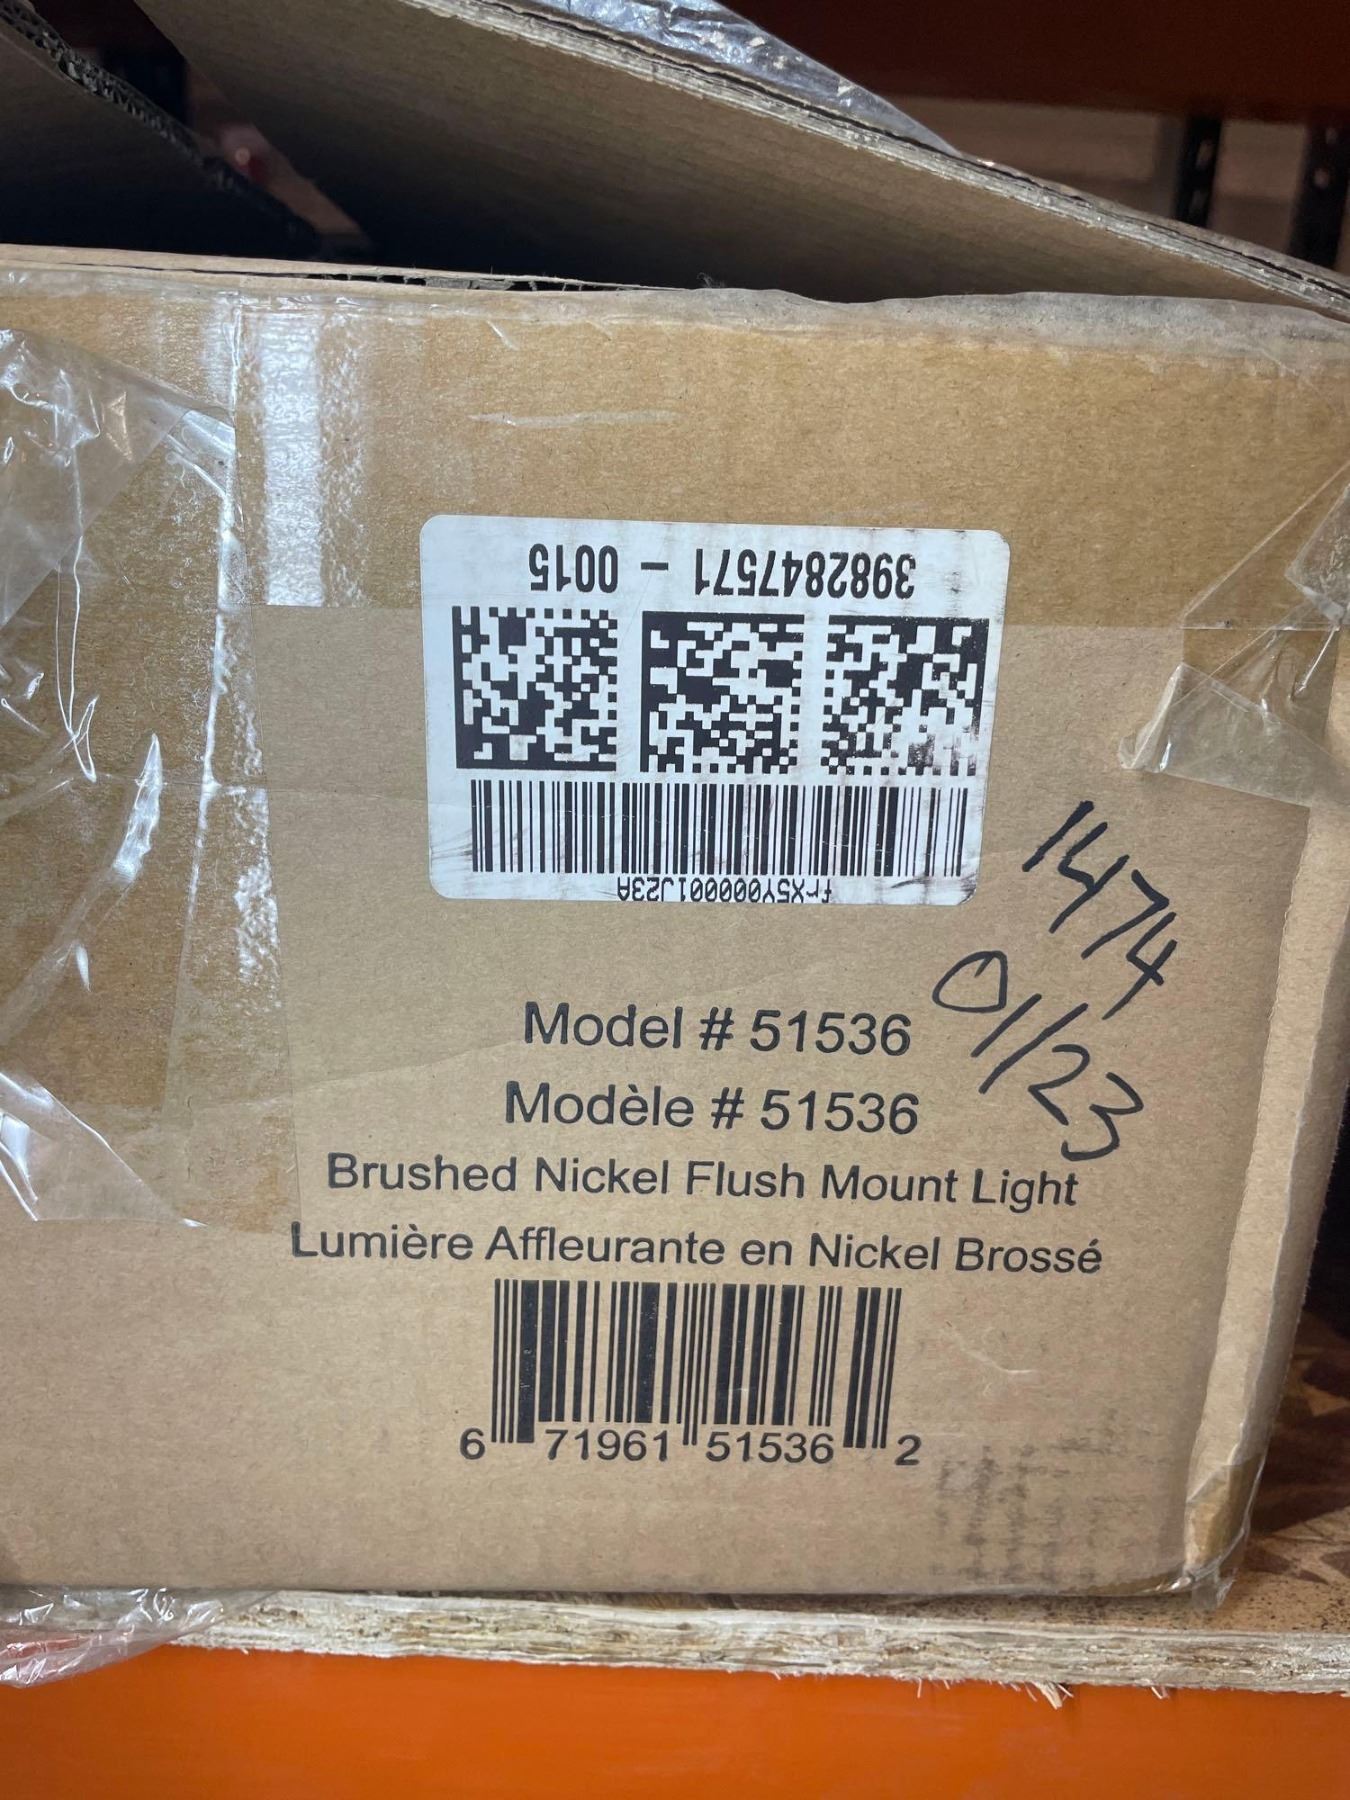 3982847571 - 0015
frX5Y000001J23A
1474
01/23
Model # 51536
Modèle # 51536
Brushed Nickel Flush Mount Light
Lumière Affleurante en Nickel Brossé
6 71961 51536 2